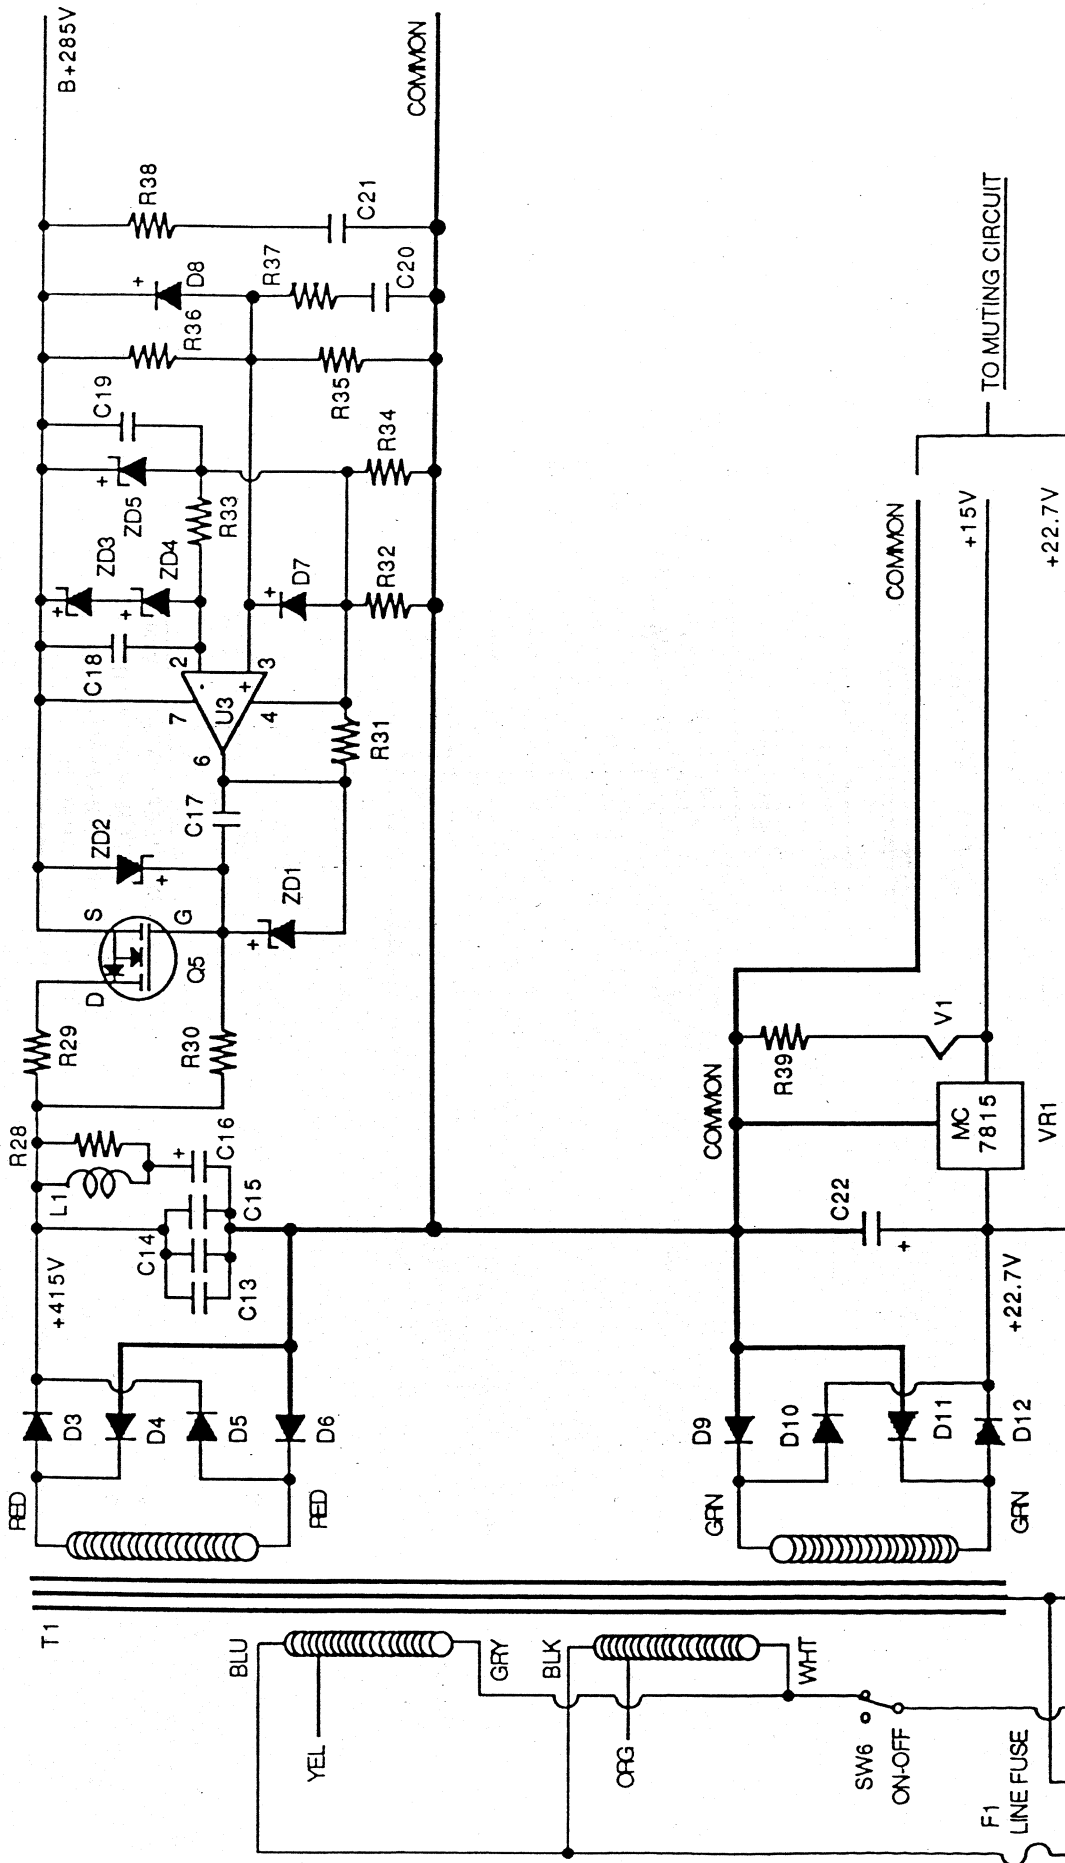 T1
BLU
YEL
GRY
BLK
ORG
WHT
SW6
ON-OFF
F1
LINE FUSE
RED
RED
D3
D4
D5
D6
+415V
C14
C13
C15
C16
L1
R28
R29
R30
D
S
G
Q5
ZD2
+
ZD1
+
C17
6
7
U3
-
+
4
2
3
R31
C18
ZD3
+
ZD4
+
ZD5
+
R33
C19
D7
+
R32
R34
R36
R35
D8
+
R37
C20
R38
C21
B+285V
COMMON
GRN
GRN
D9
D10
D11
D12
+22.7V
C22
+
COMMON
MC
7815
VR1
R39
V1
COMMON
+15V
+22.7V
TO MUTING CIRCUIT
+